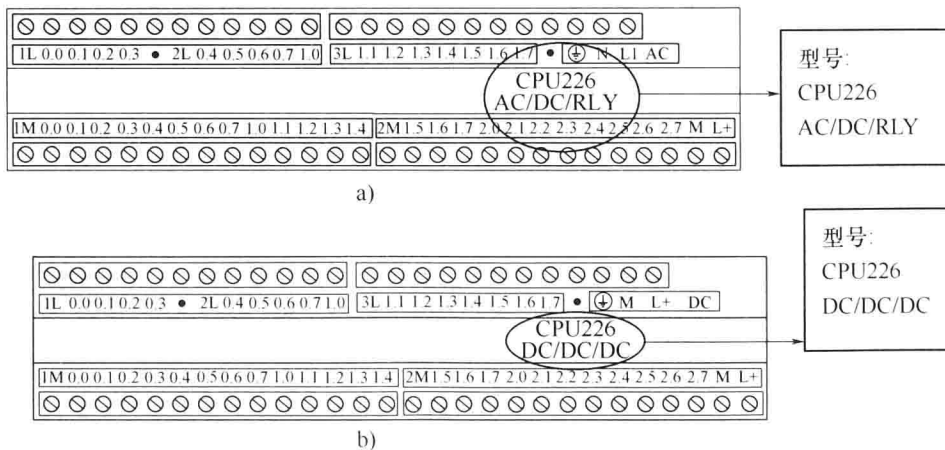 1L 0.0 0.1 0.2 0.3 • 2L 0.4 0.5 0.6 0.7 1.0
3L 1.1 1.2 1.3 1.4 1.5 1.6 1.7 • N L1 AC
CPU226
AC/DC/RLY
1M 0.0 0.1 0.2 0.3 0.4 0.5 0.6 0.7 1.0 1.1 1.2 1.3 1.4
2M 1.5 1.6 1.7 2.0 2.1 2.2 2.3 2.4 2.5 2.6 2.7 M L+
型号:
CPU226
AC/DC/RLY
a)
1L 0.0 0.1 0.2 0.3 • 2L 0.4 0.5 0.6 0.7 1.0
3L 1.1 1.2 1.3 1.4 1.5 1.6 1.7 • M L+ DC
CPU226
DC/DC/DC
1M 0.0 0.1 0.2 0.3 0.4 0.5 0.6 0.7 1.0 1.1 1.2 1.3 1.4
2M 1.5 1.6 1.7 2.0 2.1 2.2 2.3 2.4 2.5 2.6 2.7 M L+
型号:
CPU226
DC/DC/DC
b)